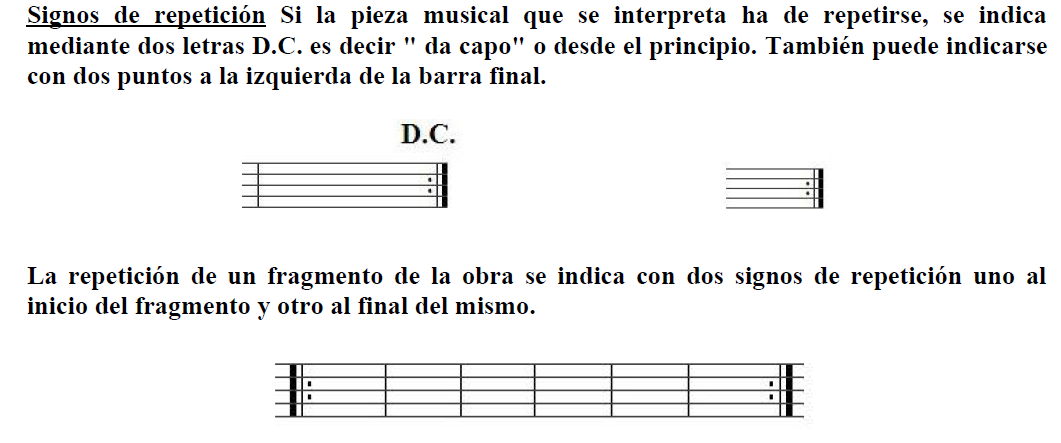 Signos de repetición Si la pieza musical que se interpreta ha de repetirse, se indica
mediante dos letras D.C. es decir " da capo" o desde el principio. También puede indicarse
con dos puntos a la izquierda de la barra final.
D.C.
La repetición de un fragmento de la obra se indica con dos signos de repetición uno al
inicio del fragmento y otro al final del mismo.